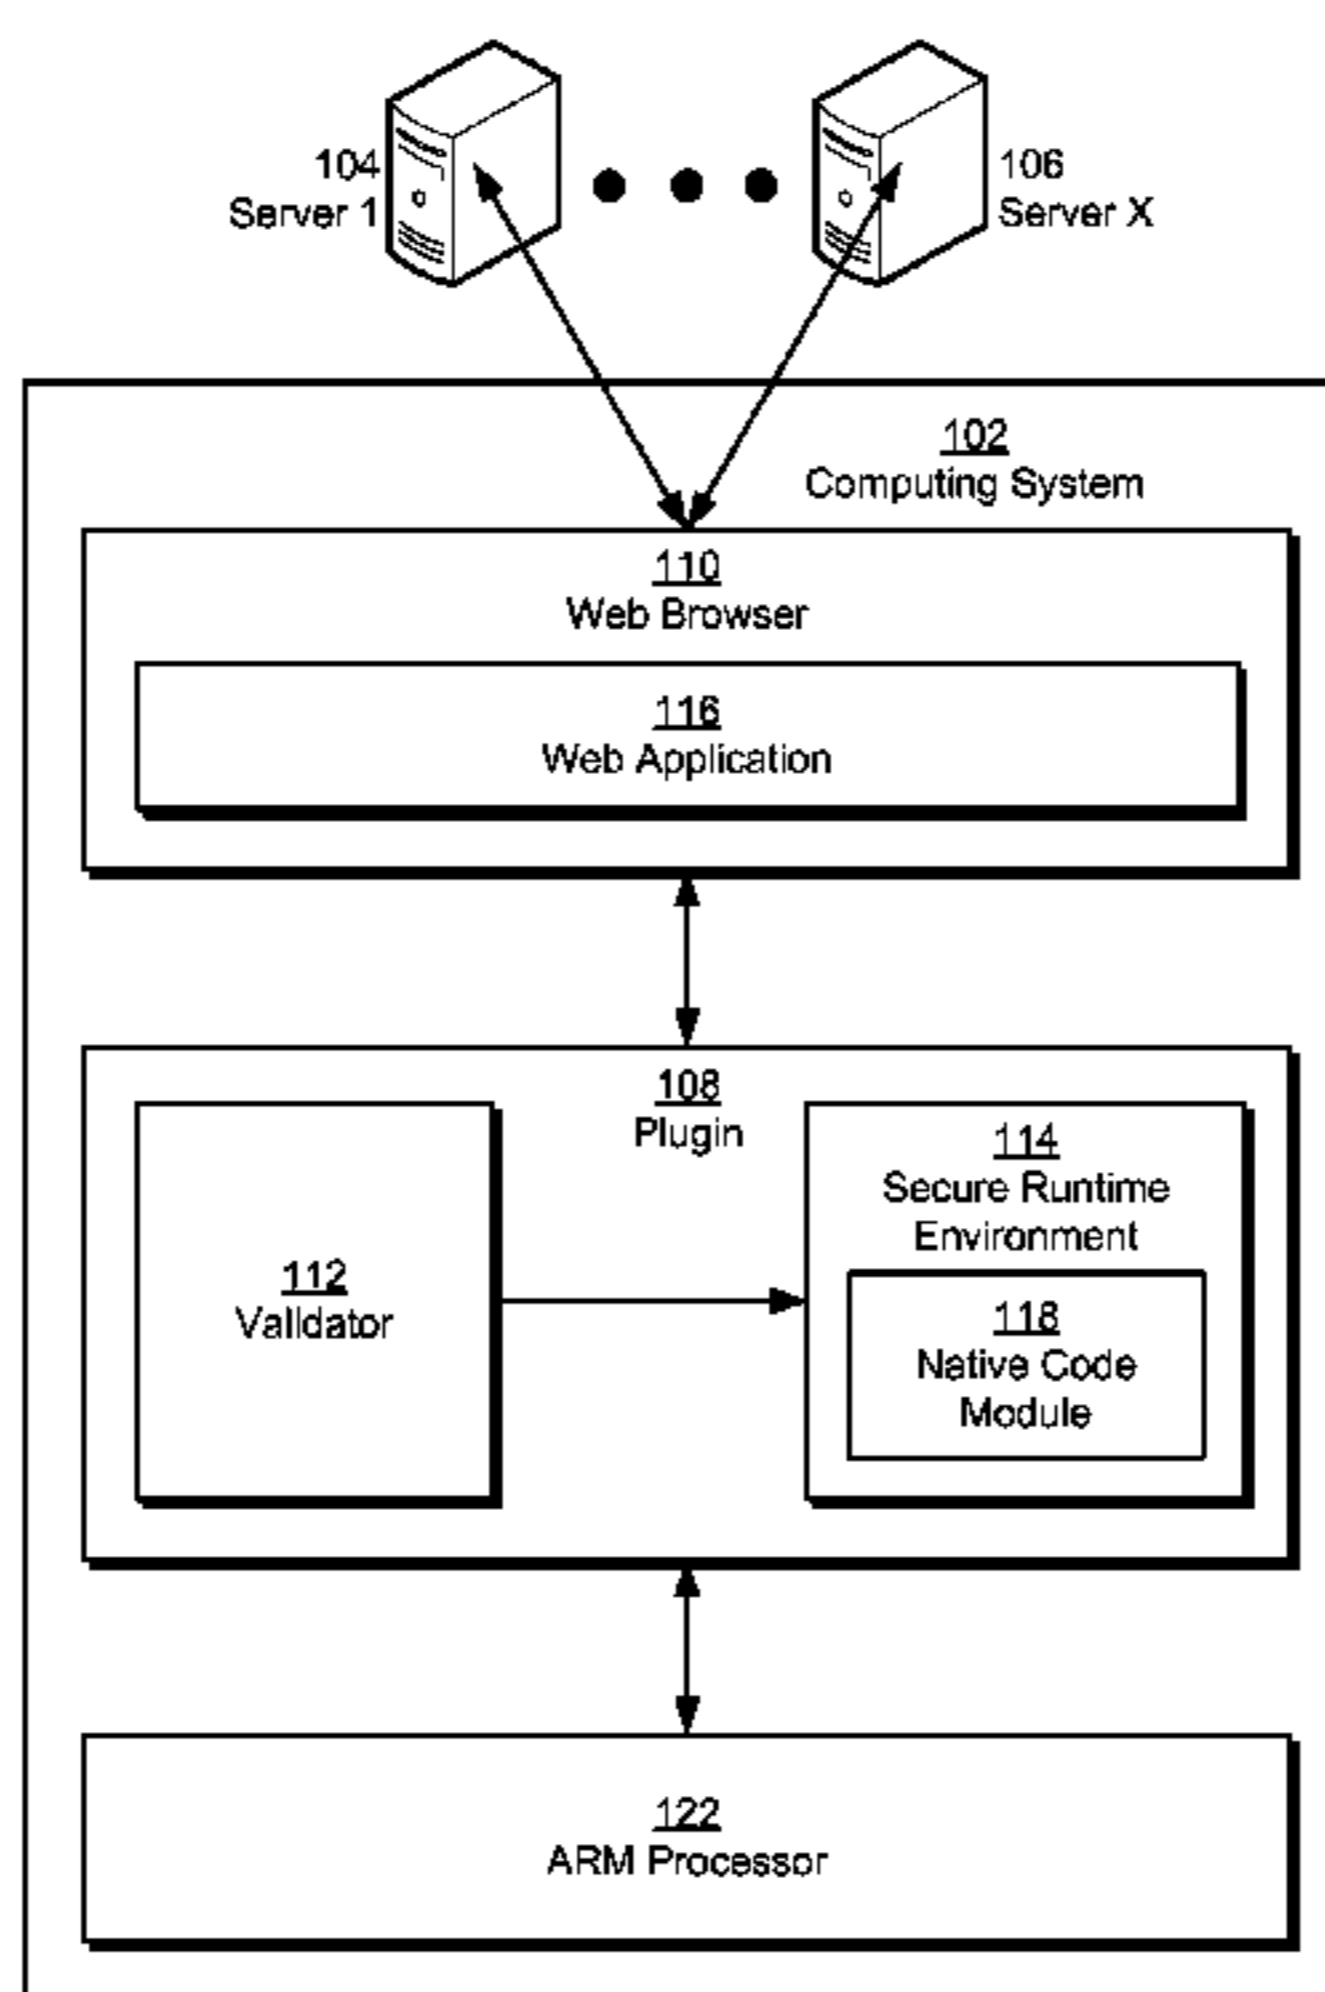 104
Server 1
106
Server X
102
Computing System
110
Web Browser
116
Web Application
108
Plugin
112
Validator
114
Secure Runtime
Environment
118
Native Code
Module
122
ARM Processor